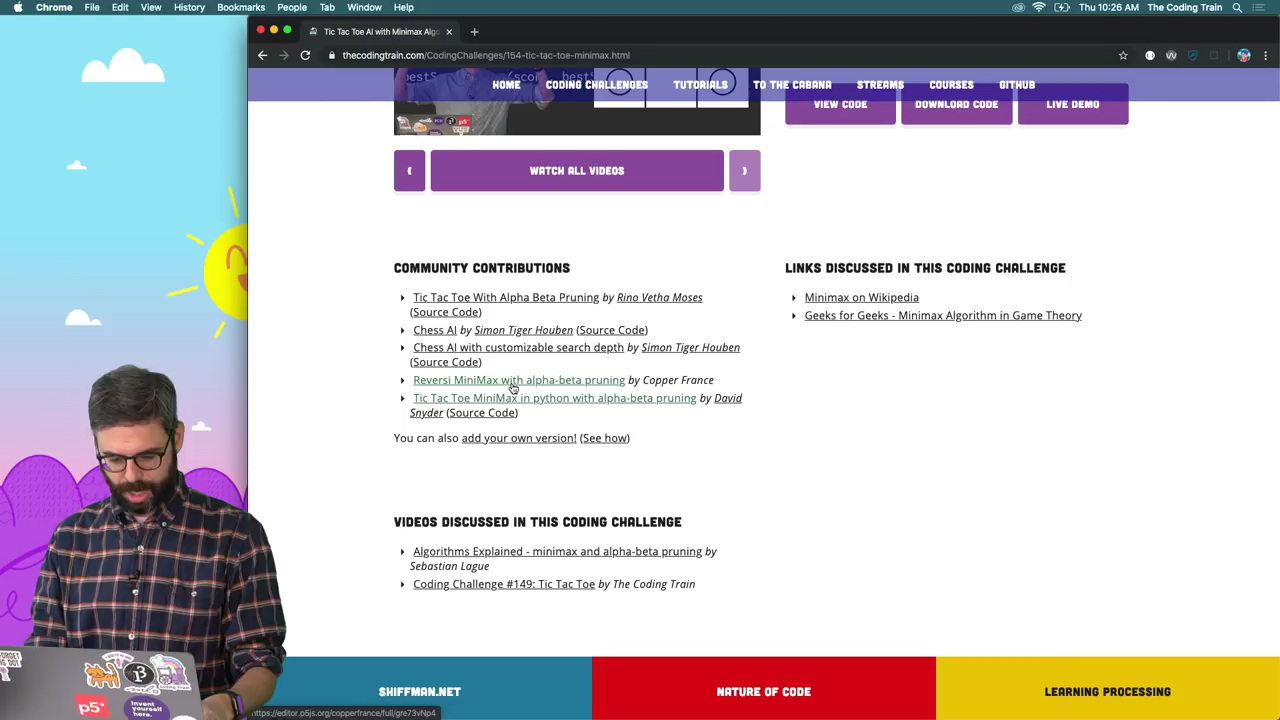 Chrome File Edit View History Bookmarks People Tab Window Help Thu 10:26 AM The Coding Train
Tic Tac Toe AI with Minimax Algo
thecodingtrain.com/CodingChallenges/154-tic-tac-toe-minimax.html
HOME CODING CHALLENGES TUTORIALS TO THE CABANA STREAMS COURSES GITHUB
VIEW CODE DOWNLOAD CODE LIVE DEMO
WATCH ALL VIDEOS
COMMUNITY CONTRIBUTIONS
Tic Tac Toe With Alpha Beta Pruning by Rino Vetha Moses
(Source Code)
Chess AI by Simon Tiger Houben (Source Code)
Chess AI with customizable search depth by Simon Tiger Houben
(Source Code)
Reversi MiniMax with alpha-beta pruning by Copper France
Tic Tac Toe MiniMax in python with alpha-beta pruning by David
Snyder (Source Code)
You can also add your own version! (See how)
LINKS DISCUSSED IN THIS CODING CHALLENGE
Minimax on Wikipedia
Geeks for Geeks - Minimax Algorithm in Game Theory
VIDEOS DISCUSSED IN THIS CODING CHALLENGE
Algorithms Explained - minimax and alpha-beta pruning by
Sebastian Lague
Coding Challenge #149: Tic Tac Toe by The Coding Train
SHIFFMAN.NET NATURE OF CODE LEARNING PROCESSING
https://editor.p5js.org/copperfrance/full/gre73vNp4
p5*
Invent
yourself
here.